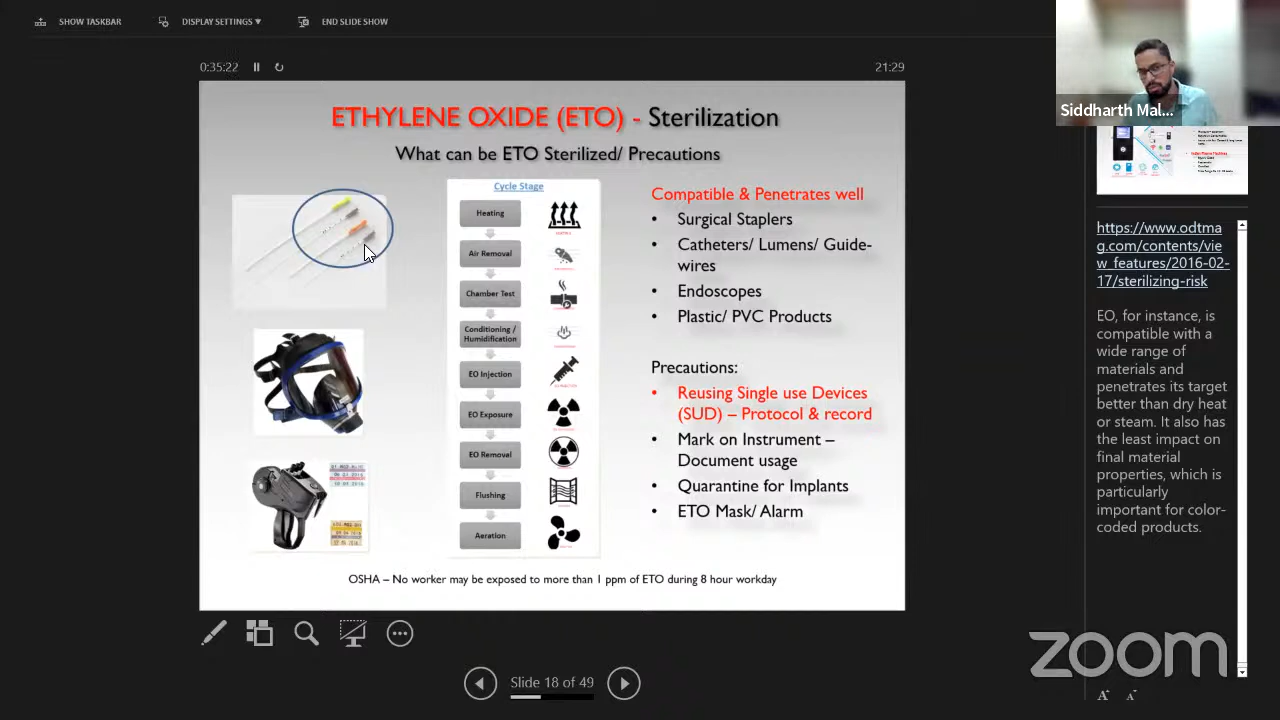 SHOW TASKBAR
DISPLAY SETTINGS ▼
END SLIDE SHOW
0:35:22
21:29
ETHYLENE OXIDE (ETO) - Sterilization
What can be ETO Sterilized/ Precautions
Cycle Stage
Heating
Air Removal
Chamber Test
Conditioning /
Humidification
EO Injection
EO Exposure
EO Removal
Flushing
Aeration
Compatible & Penetrates well
• Surgical Staplers
• Catheters/ Lumens/ Guide-
wires
• Endoscopes
• Plastic/ PVC Products
Precautions:
• Reusing Single use Devices
(SUD) – Protocol & record
• Mark on Instrument –
Document usage
• Quarantine for Implants
• ETO Mask/ Alarm
OSHA – No worker may be exposed to more than 1 ppm of ETO during 8 hour workday
Slide 18 of 49
Siddharth Mal...
https://www.odtma
g.com/contents/vie
w_features/2016-02-
17/sterilizing-risk
EO, for instance, is
compatible with a
wide range of
materials and
penetrates its target
better than dry heat
or steam. It also has
the least impact on
final material
properties, which is
particularly
important for color-
coded products.
zoom